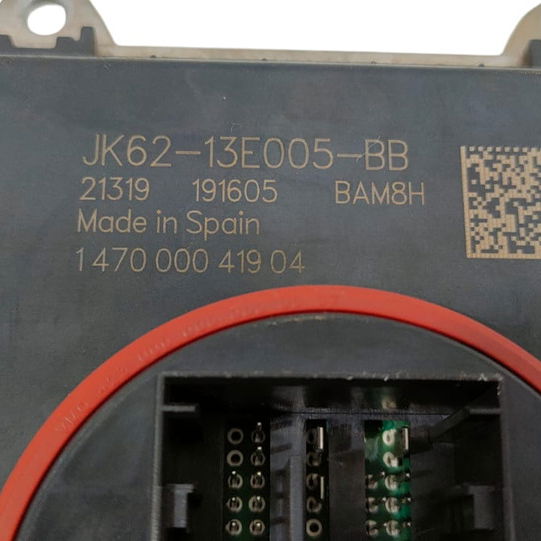 JK62-13E005-BB
21319 191605 BAM8H
Made in Spain
1 470 000 419 04